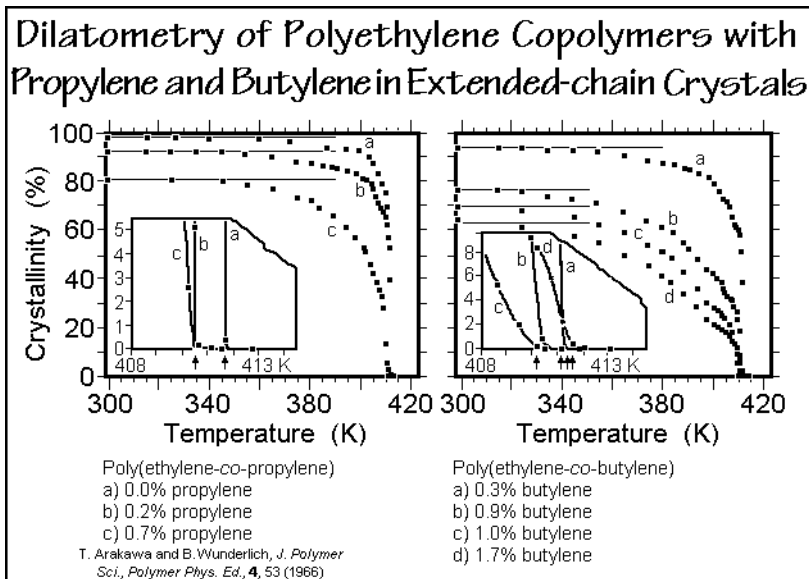 Dilatometry of Polyethylene Copolymers with
Propylene and Butylene in Extended-chain Crystals
Crystallinity (%)
100
80
60
40
20
0
300 340 380 420
Temperature (K)
a
b
c
5
4
3
2
1
0
c b a
408 413 K
300 340 380 420
Temperature (K)
a
b
c
d
8
6
4
2
0
b d a
c
408 413 K
Poly(ethylene-co-propylene)
a) 0.0% propylene
b) 0.2% propylene
c) 0.7% propylene
T. Arakawa and B.Wunderlich, J. Polymer
Sci., Polymer Phys. Ed., 4, 53 (1966)
Poly(ethylene-co-butylene)
a) 0.3% butylene
b) 0.9% butylene
c) 1.0% butylene
d) 1.7% butylene